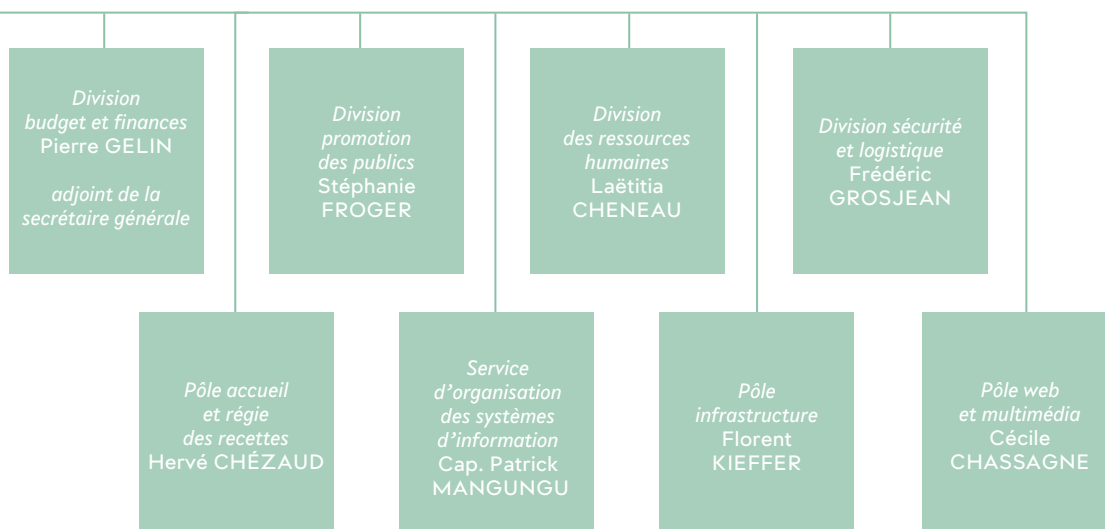 Division
budget et finances
Pierre GELIN
adjoint de la
secrétaire générale
Division
promotion
des publics
Stéphanie
FROGER
Division
des ressources
humaines
Laëtitia
CHENEAU
Division sécurité
et logistique
Frédéric
GROSJEAN
Pôle accueil
et régie
des recettes
Hervé CHÉZAUD
Service
d’organisation
des systèmes
d’information
Cap. Patrick
MANGUNGU
Pôle
infrastructure
Florent
KIEFFER
Pôle web
et multimédia
Cécile
CHASSAGNE